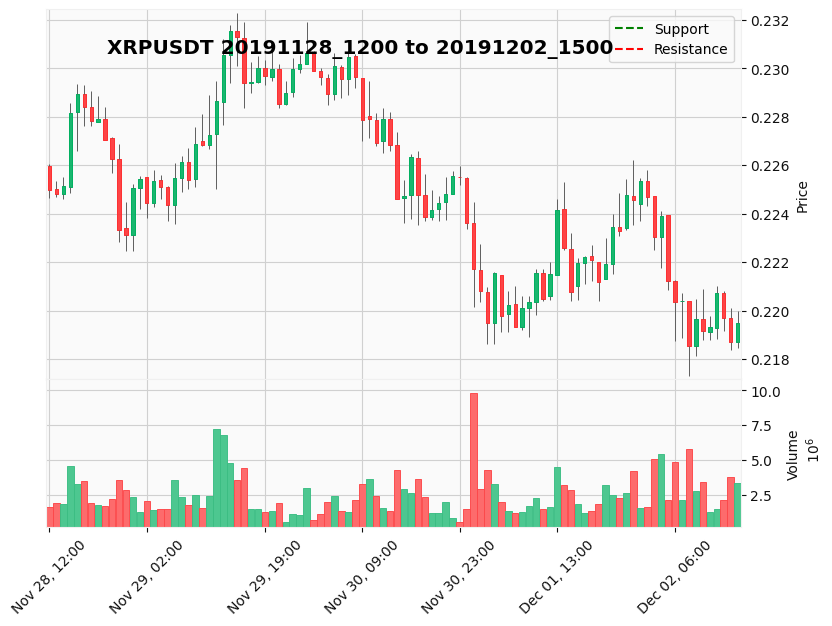 XRPUSDT 20191128_1200 to 20191202_1500
Support
Resistance
0.232
0.230
0.228
0.226
0.224
0.222
0.220
0.218
Price
10.0
7.5
5.0
2.5
Volume
10^6
Nov 28, 12:00
Nov 29, 02:00
Nov 29, 19:00
Nov 30, 09:00
Nov 30, 23:00
Dec 01, 13:00
Dec 02, 06:00